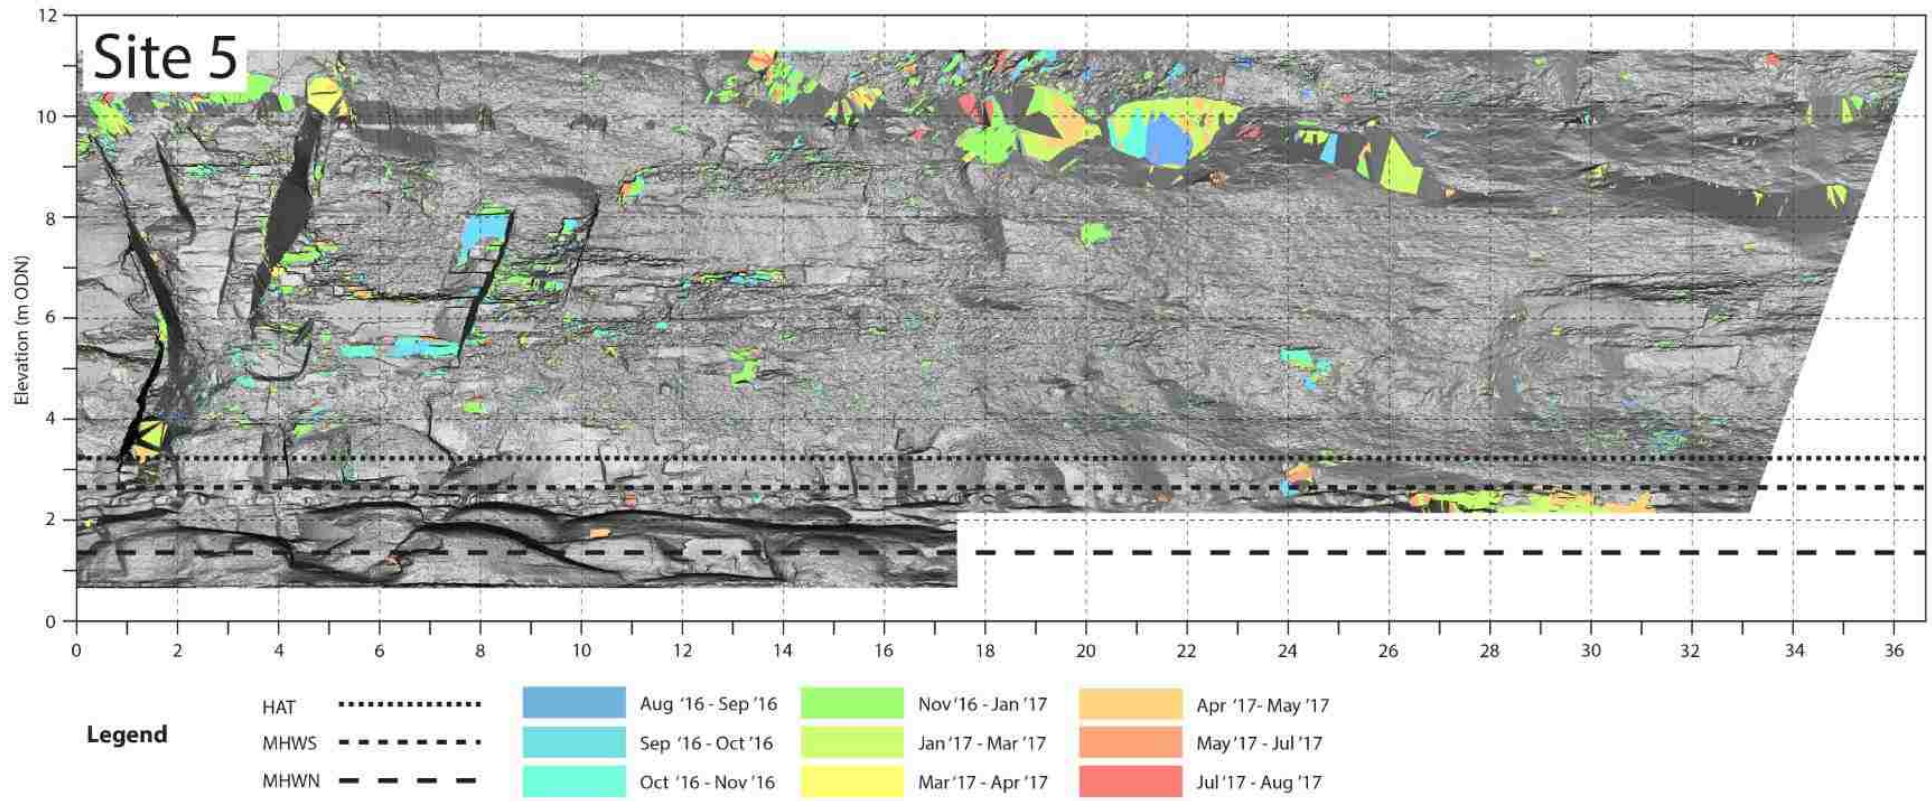 Site 5
12
10
8
6
4
2
0
Elevation (m ODN)
0 2 4 6 8 10 12 14 16 18 20 22 24 26 28 30 32 34 36
Legend
HAT
MHWS
MHWN
Aug '16 - Sep '16
Sep '16 - Oct '16
Oct '16 - Nov '16
Nov '16 - Jan '17
Jan '17 - Mar '17
Mar '17 - Apr '17
Apr '17- May '17
May '17 - Jul '17
Jul '17 - Aug '17